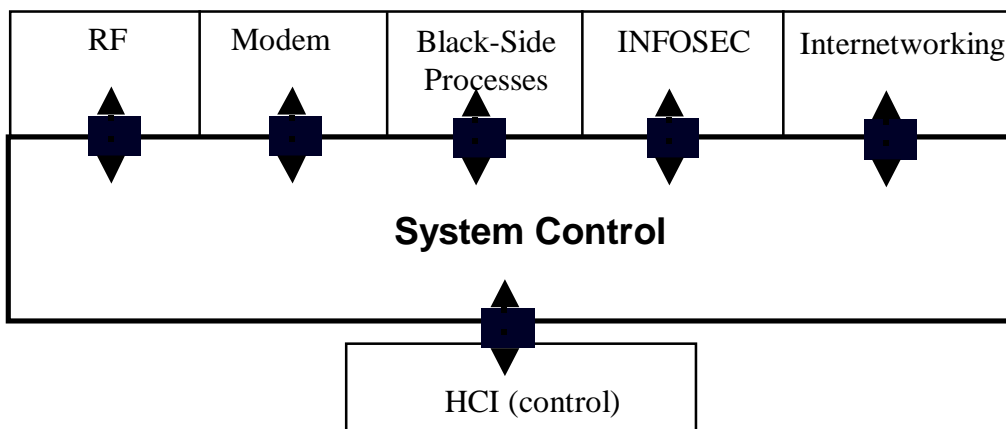 RF
Modem
Black-Side
Processes
INFOSEC
Internetworking
System Control
HCI (control)